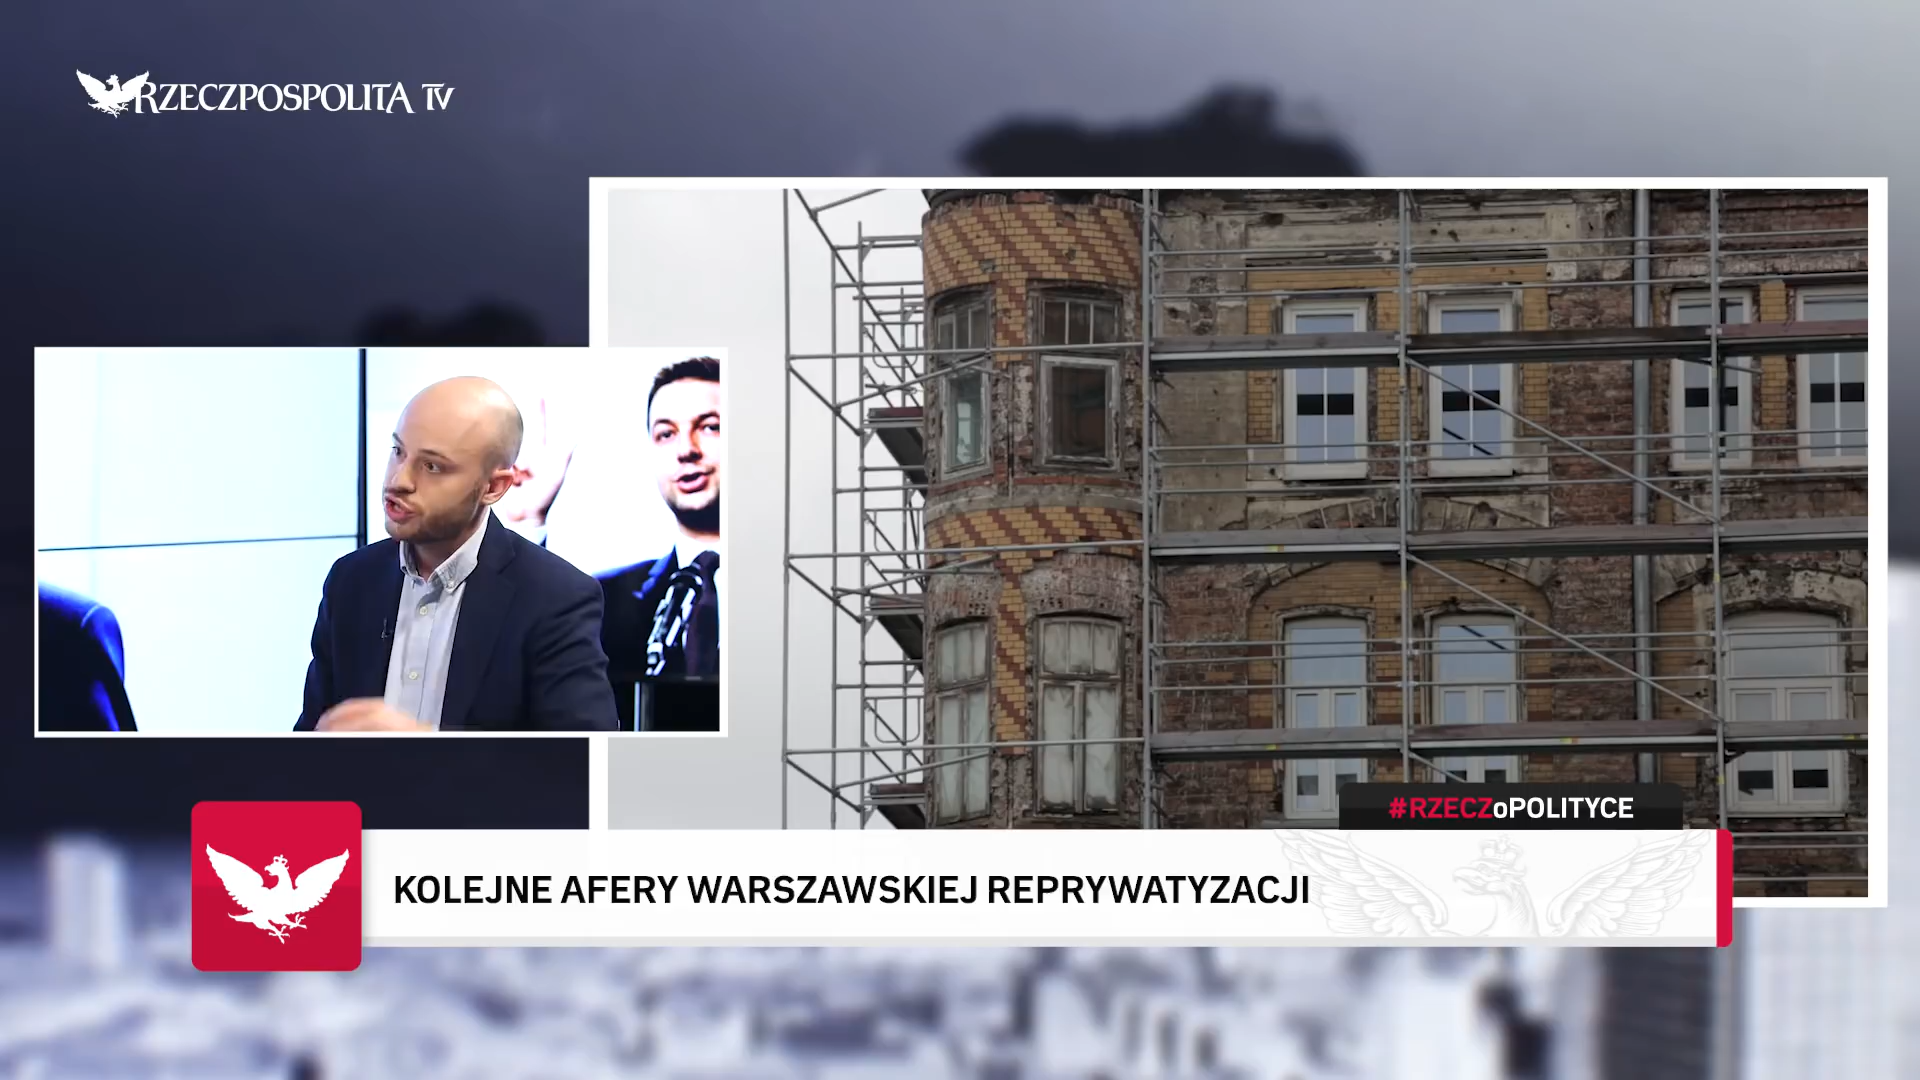 RZECZPOSPOLITA TV
#RZECZoPOLITYCE
KOLEJNE AFERY WARSZAWSKIEJ REPRYWATYZACJI